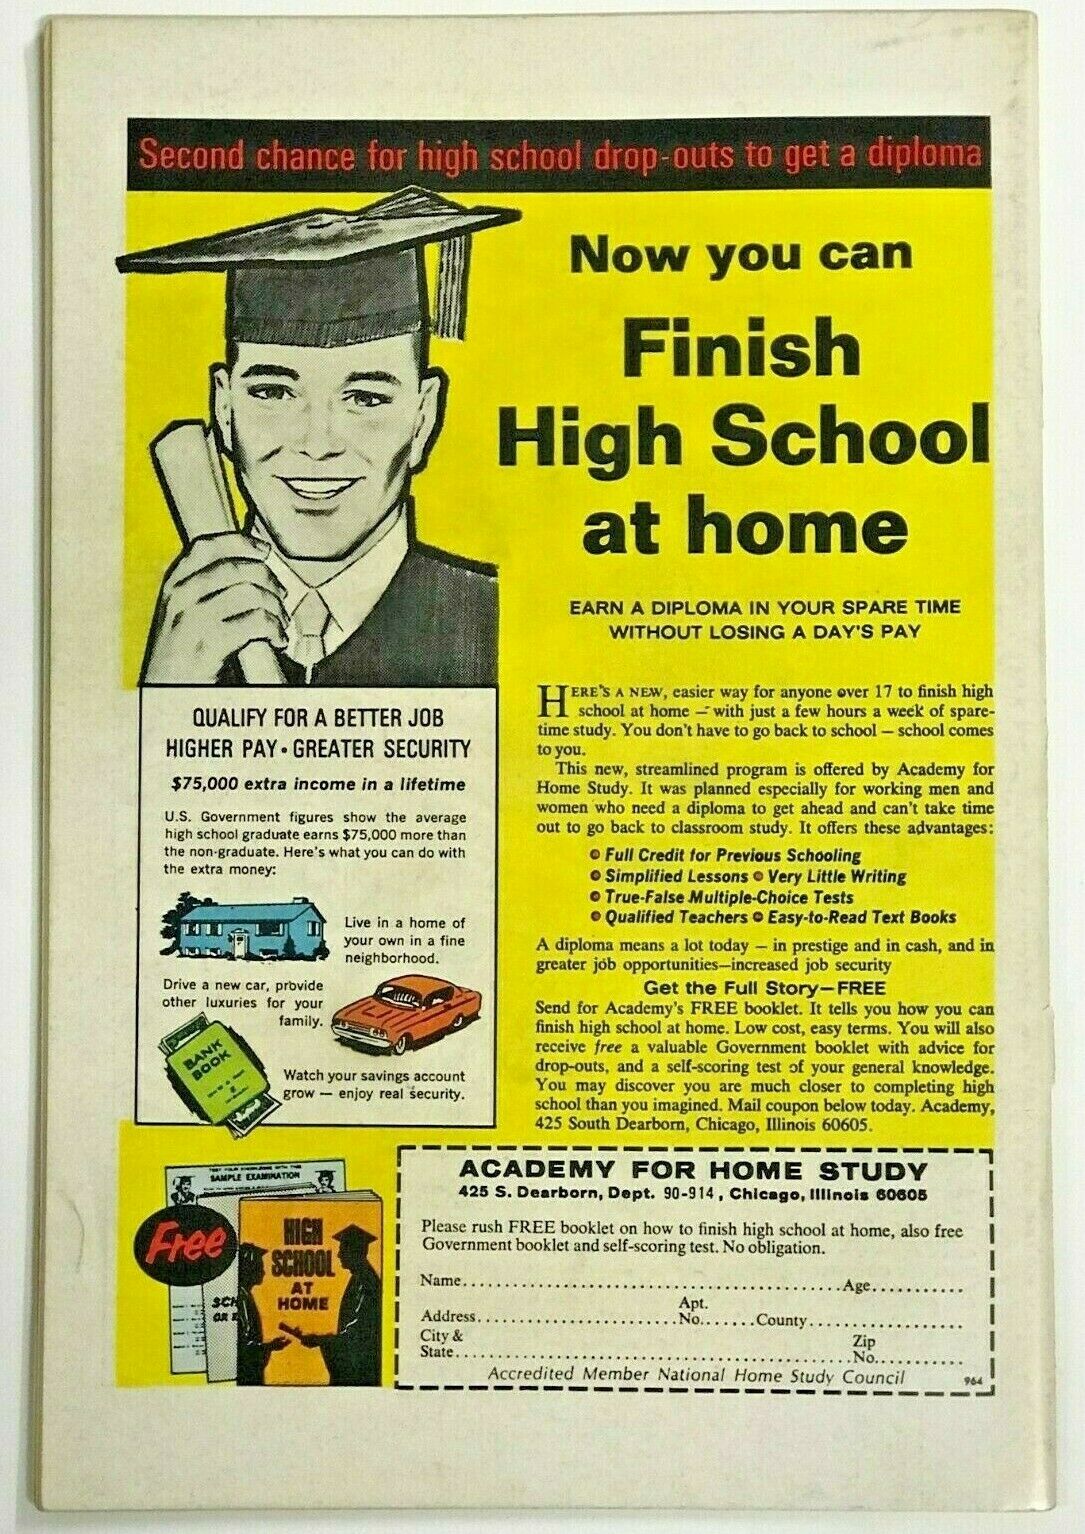 Second chance for high school drop-outs to get a diploma
Now you can
Finish
High School
at home
EARN A DIPLOMA IN YOUR SPARE TIME
WITHOUT LOSING A DAY'S PAY
QUALIFY FOR A BETTER JOB
HIGHER PAY • GREATER SECURITY
$75,000 extra income in a lifetime
U.S. Government figures show the average
high school graduate earns $75,000 more than
the non-graduate. Here's what you can do with
the extra money:
Live in a home of
your own in a fine
neighborhood.
Drive a new car, provide
other luxuries for your
family.
BANK
BOOK
Watch your savings account
grow — enjoy real security.
HERE'S A NEW, easier way for anyone over 17 to finish high
school at home — with just a few hours a week of spare-
time study. You don't have to go back to school — school comes
to you.
This new, streamlined program is offered by Academy for
Home Study. It was planned especially for working men and
women who need a diploma to get ahead and can't take time
out to go back to classroom study. It offers these advantages:
• Full Credit for Previous Schooling
• Simplified Lessons • Very Little Writing
• True-False Multiple-Choice Tests
• Qualified Teachers • Easy-to-Read Text Books
A diploma means a lot today — in prestige and in cash, and in
greater job opportunities—increased job security
Get the Full Story—FREE
Send for Academy's FREE booklet. It tells you how you can
finish high school at home. Low cost, easy terms. You will also
receive free a valuable Government booklet with advice for
drop-outs, and a self-scoring test of your general knowledge.
You may discover you are much closer to completing high
school than you imagined. Mail coupon below today. Academy,
425 South Dearborn, Chicago, Illinois 60605.
TEST YOUR KNOWLEDGE WITH THIS
SAMPLE EXAMINATION
Free
SCH
OR
HIGH
SCHOOL
AT
HOME
ACADEMY FOR HOME STUDY
425 S. Dearborn, Dept. 90-914, Chicago, Illinois 60605
Please rush FREE booklet on how to finish high school at home, also free
Government booklet and self-scoring test. No obligation.
Name.......................................Age...........
Address........................Apt. No.......County..................
City & State...........................................Zip No...........
Accredited Member National Home Study Council
964